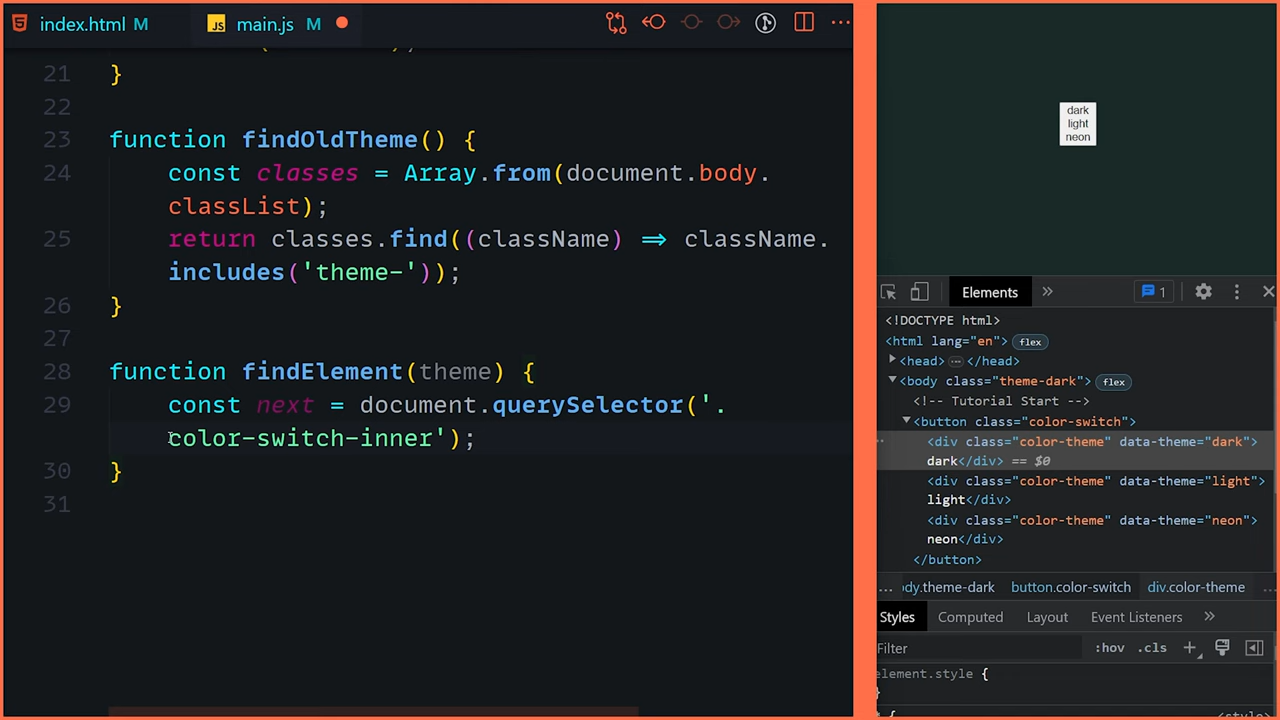 index.html M
main.js M
21 }
22
23 function findOldTheme() {
24 const classes = Array.from(document.body.
classList);
25 return classes.find((className) => className.
includes('theme-'));
26 }
27
28 function findElement(theme) {
29 const next = document.querySelector('.
color-switch-inner');
30 }
31
dark
light
neon
Elements » 1
<!DOCTYPE html>
<html lang="en"> flex
<head> … </head>
<body class="theme-dark"> flex
<!-- Tutorial Start -->
<button class="color-switch">
<div class="color-theme" data-theme="dark">
dark</div> == $0
<div class="color-theme" data-theme="light">
light</div>
<div class="color-theme" data-theme="neon">
neon</div>
</button>
… ody.theme-dark button.color-switch div.color-theme …
Styles Computed Layout Event Listeners »
Filter :hov .cls +
element.style {
}